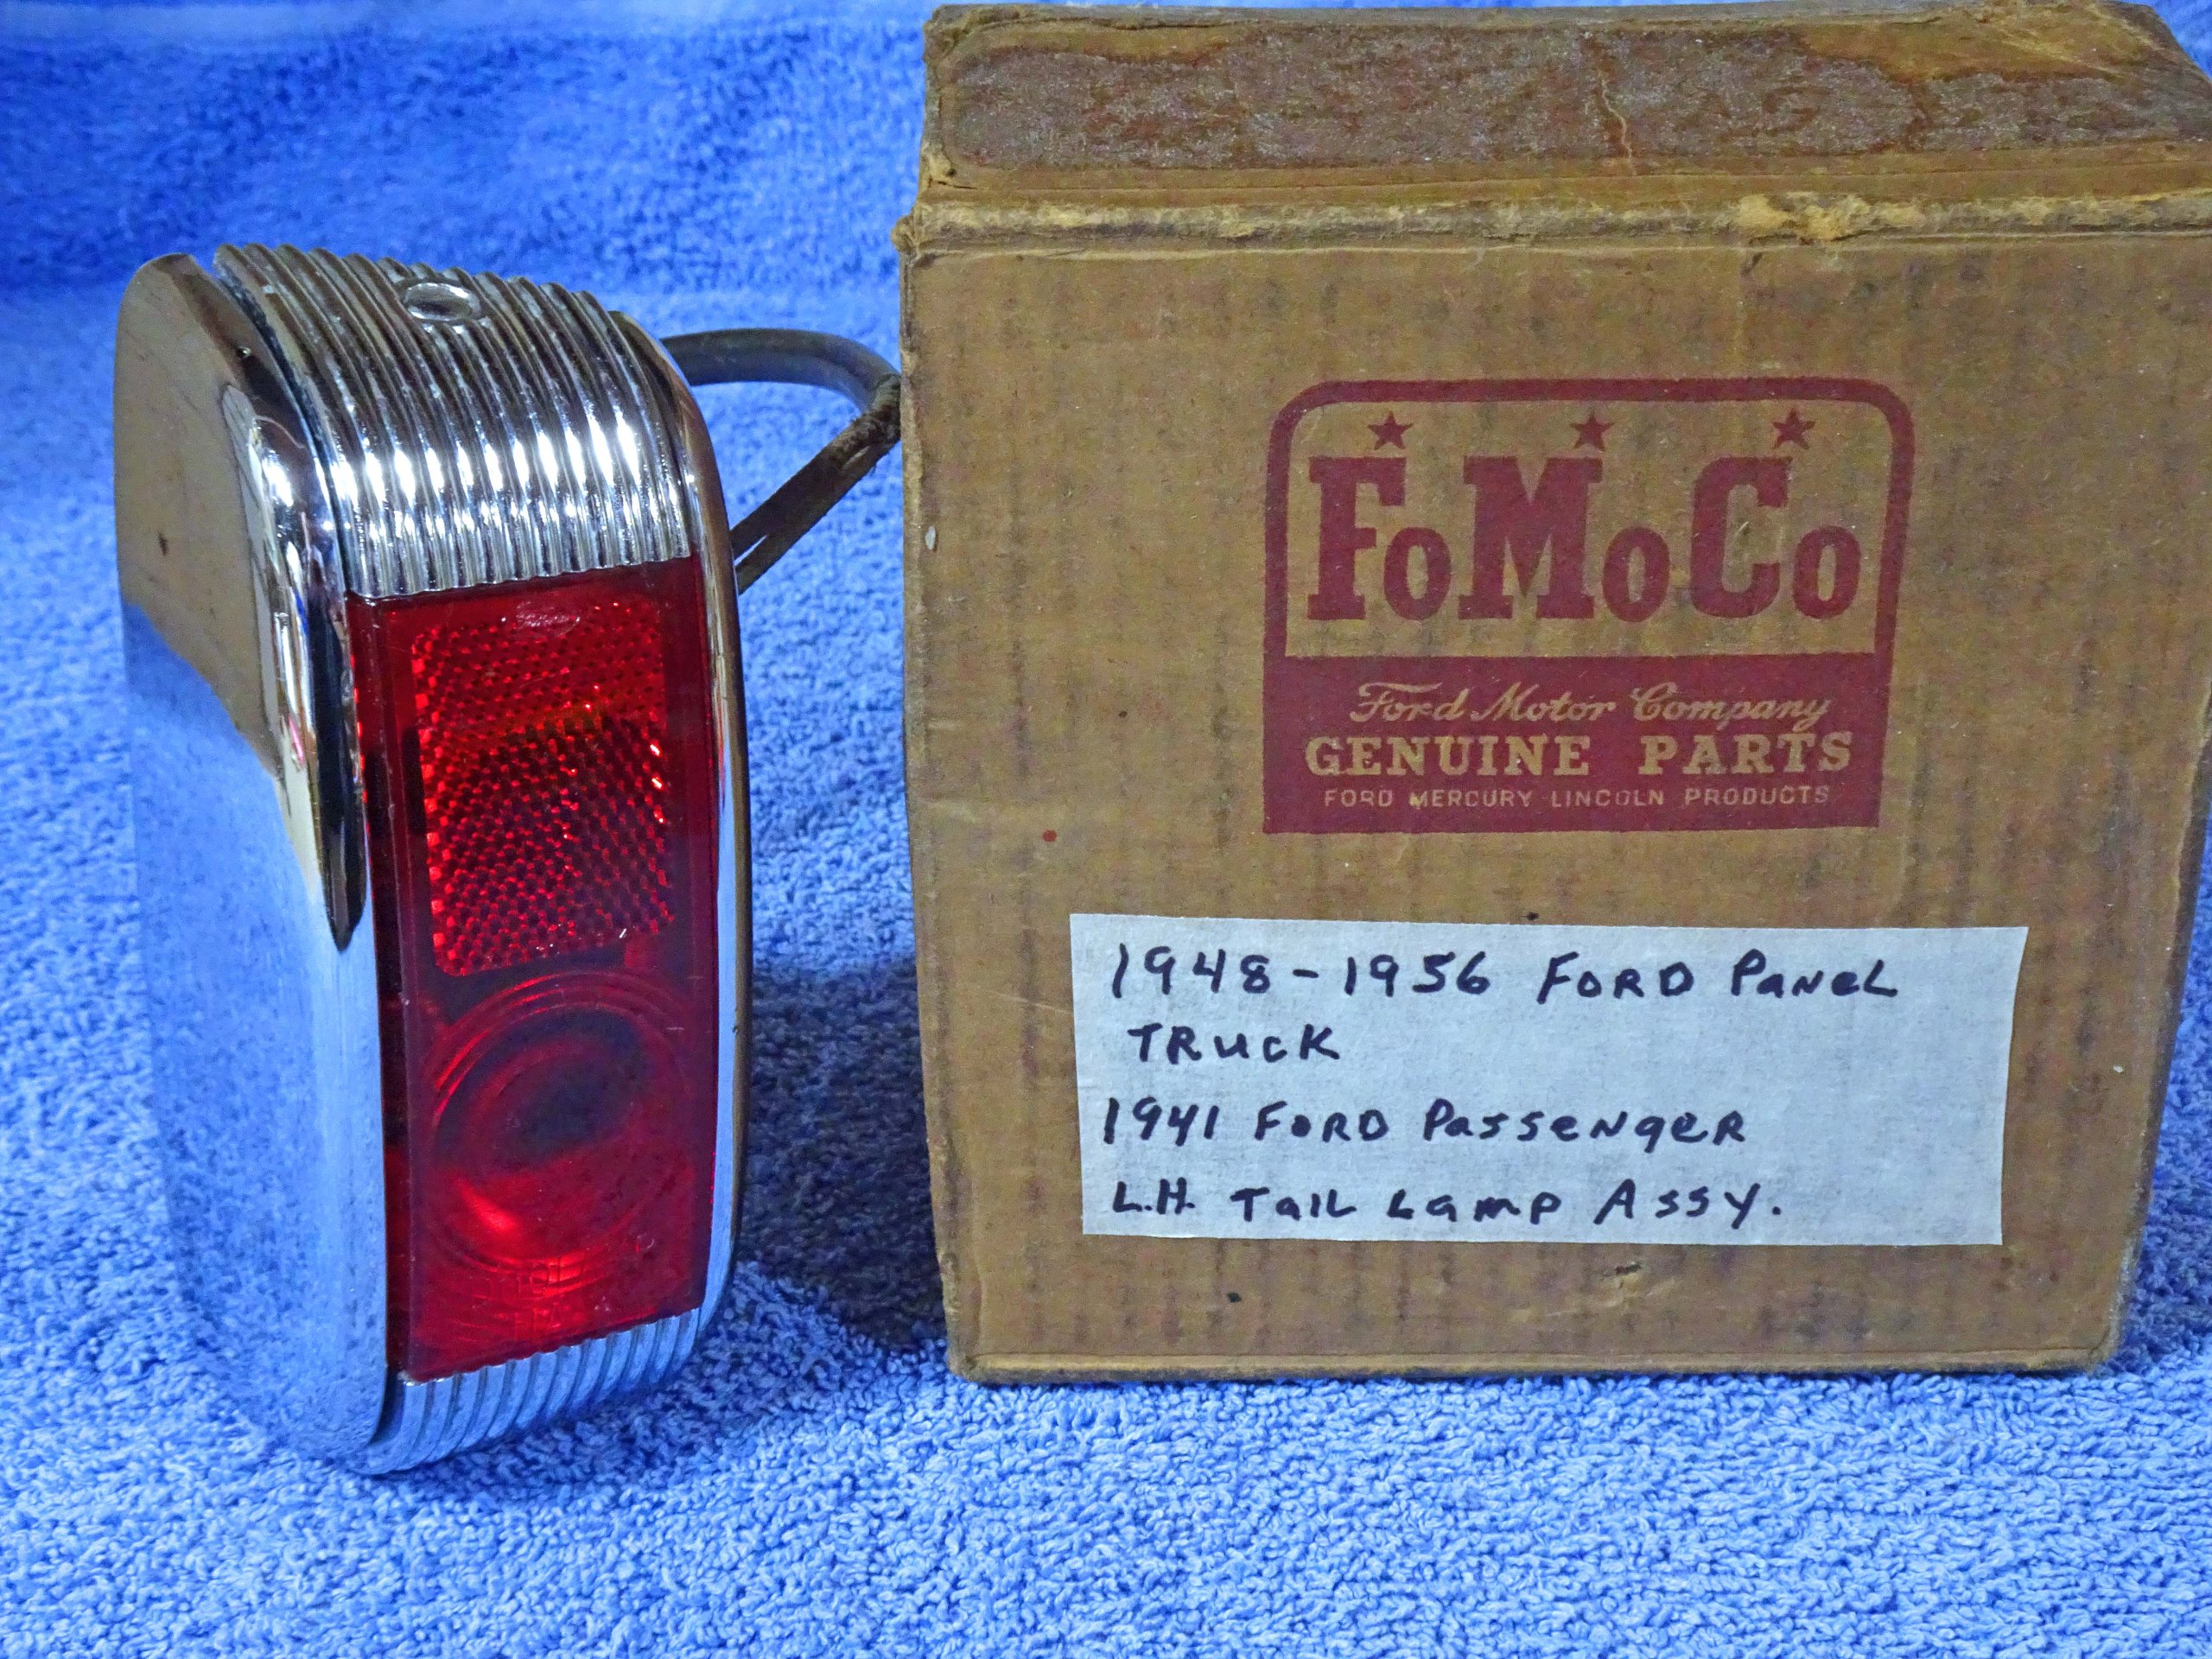 FoMoCo
Ford Motor Company
GENUINE PARTS
FORD MERCURY LINCOLN PRODUCTS
1948-1956 FORD PANEL
TRUCK
1941 FORD PASSENGER
L.H. TAIL LAMP ASSY.